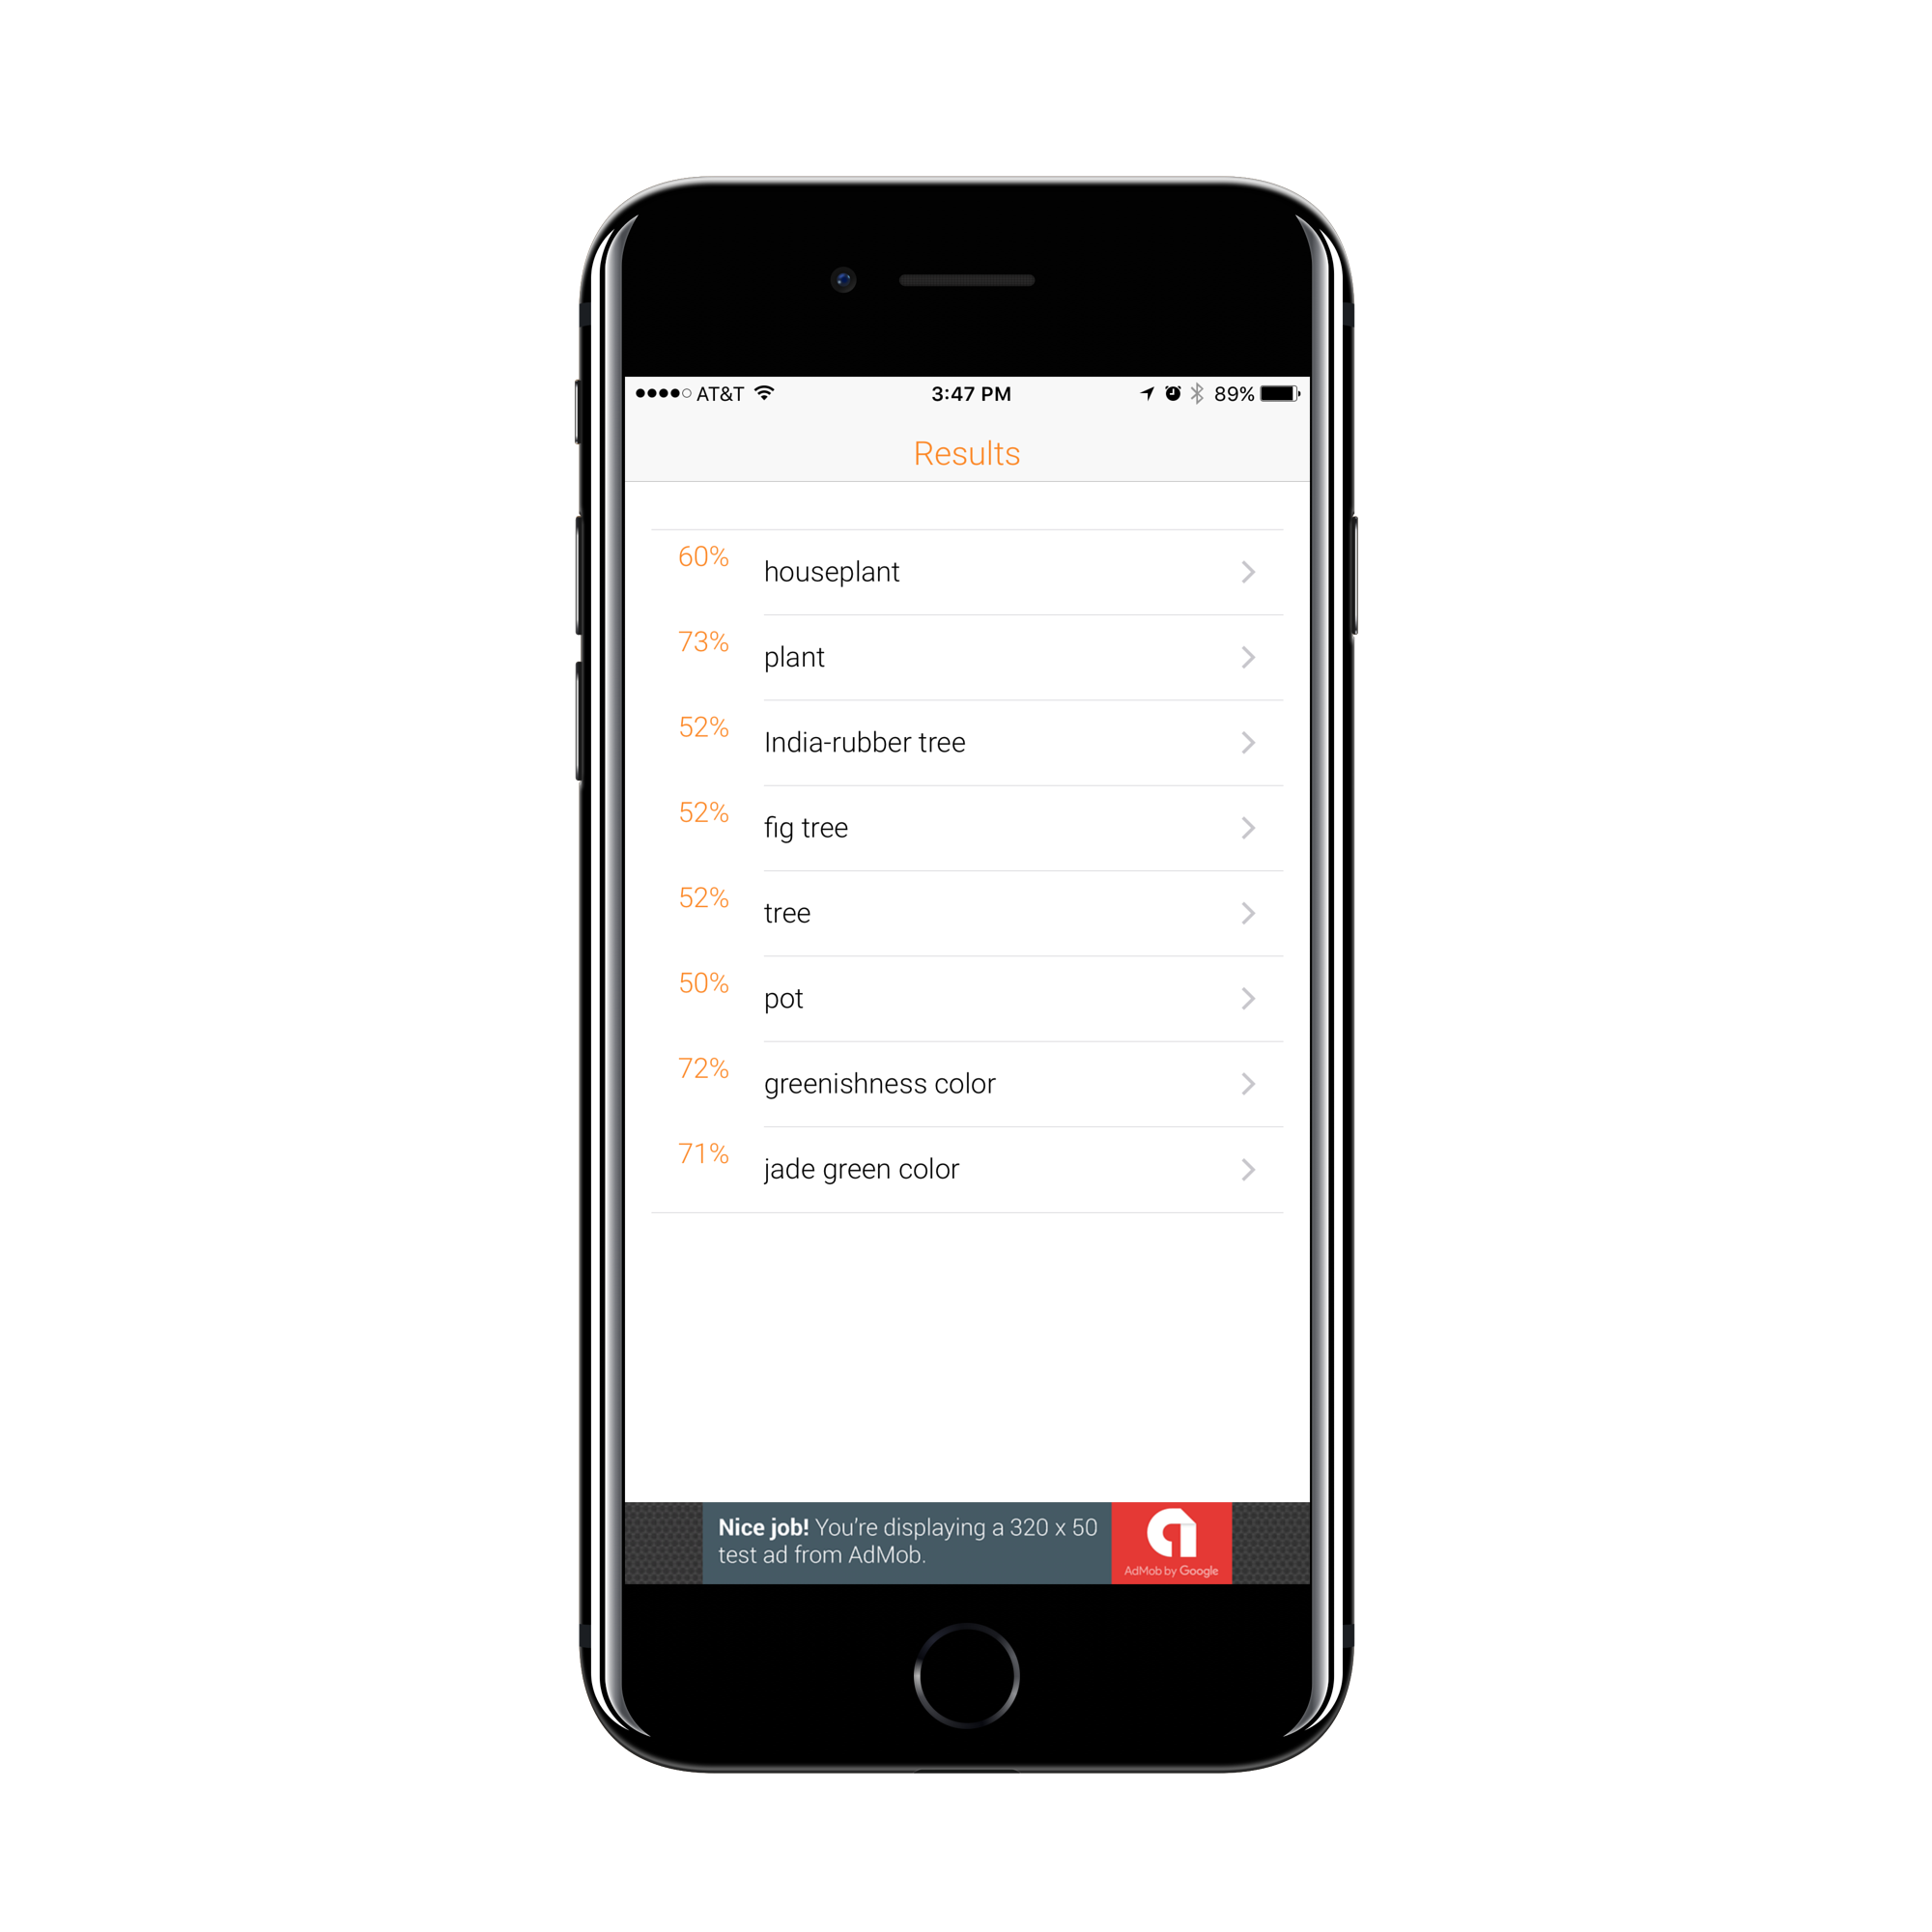 AT&T 3:47 PM 89%
Results
60% houseplant
73% plant
52% India-rubber tree
52% fig tree
52% tree
50% pot
72% greenishness color
71% jade green color
Nice job! You're displaying a 320 x 50
test ad from AdMob.
AdMob by Google